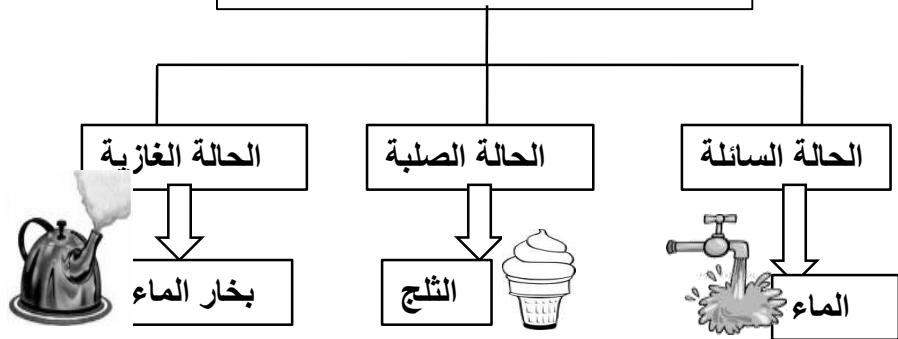 الحالة السائلة
الحالة الصلبة
الحالة الغازية
الماء
الثلج
بخار الماء